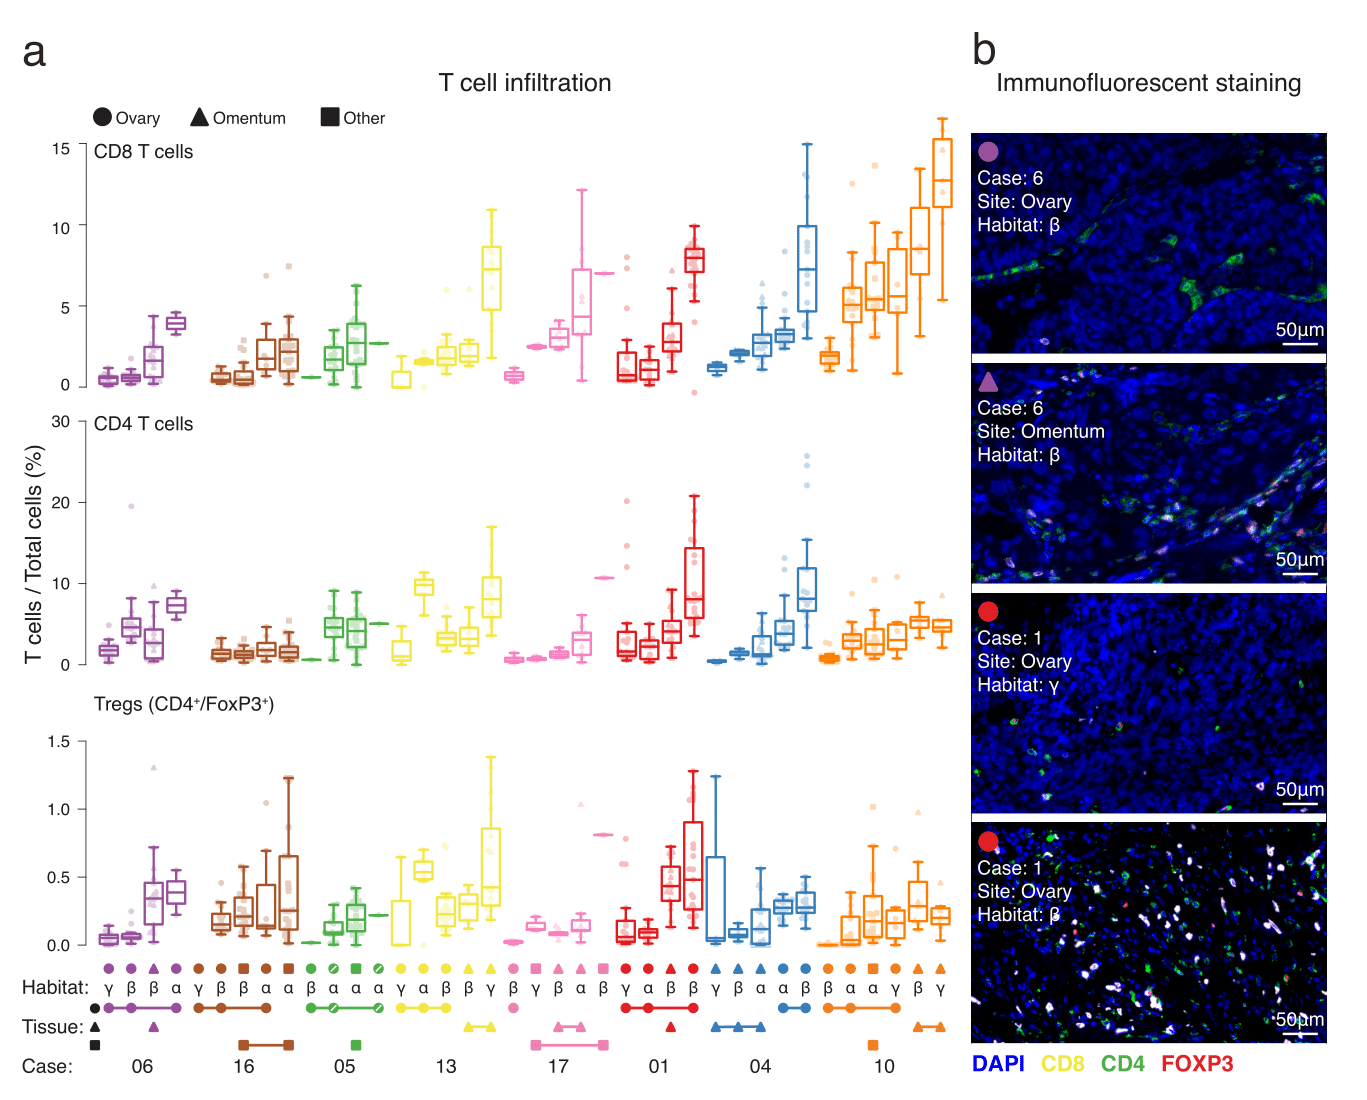 a
T cell infiltration
Ovary Omentum Other
CD8 T cells
15
10
5
0
CD4 T cells
30
20
10
0
T cells / Total cells (%)
Tregs (CD4⁺/FoxP3⁺)
1.5
1.0
0.5
0.0
Habitat: γ β β α γ β β α α β α α α γ α β β γ β γ β α β γ α β β γ β α α β β α α γ β γ
Tissue:
Case: 06 16 05 13 17 01 04 10
b
Immunofluorescent staining
Case: 6
Site: Ovary
Habitat: β
50µm
Case: 6
Site: Omentum
Habitat: β
50µm
Case: 1
Site: Ovary
Habitat: γ
50µm
Case: 1
Site: Ovary
Habitat: β
50µm
DAPI CD8 CD4 FOXP3